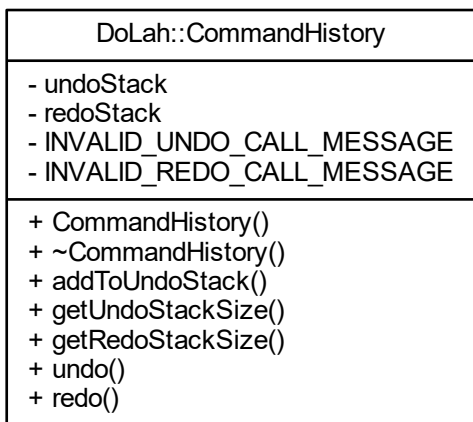 DoLah::CommandHistory
- undoStack
- redoStack
- INVALID_UNDO_CALL_MESSAGE
- INVALID_REDO_CALL_MESSAGE
+ CommandHistory()
+ ~CommandHistory()
+ addToUndoStack()
+ getUndoStackSize()
+ getRedoStackSize()
+ undo()
+ redo()